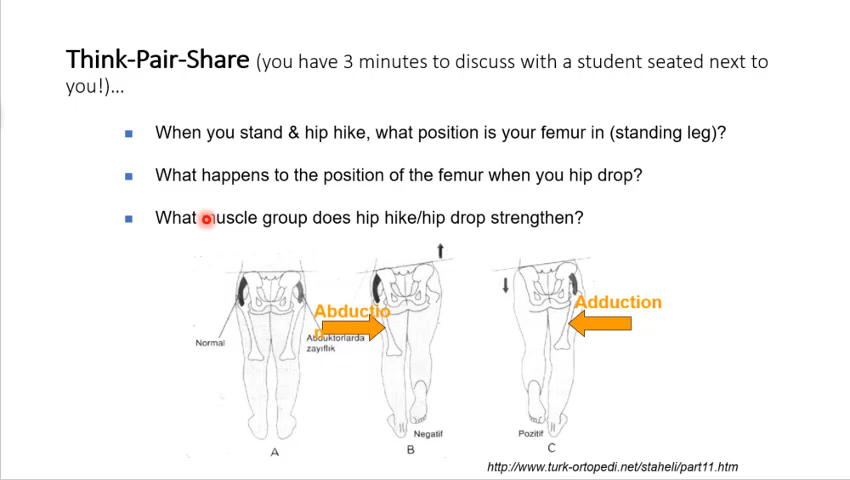 Think-Pair-Share (you have 3 minutes to discuss with a student seated next to
you!)…
When you stand & hip hike, what position is your femur in (standing leg)?
What happens to the position of the femur when you hip drop?
What muscle group does hip hike/hip drop strengthen?
Abductio
n
Adduction
Normal
Abduktorlarda
zayıflık
Negatif
Pozitif
A
B
C
http://www.turk-ortopedi.net/staheli/part11.htm